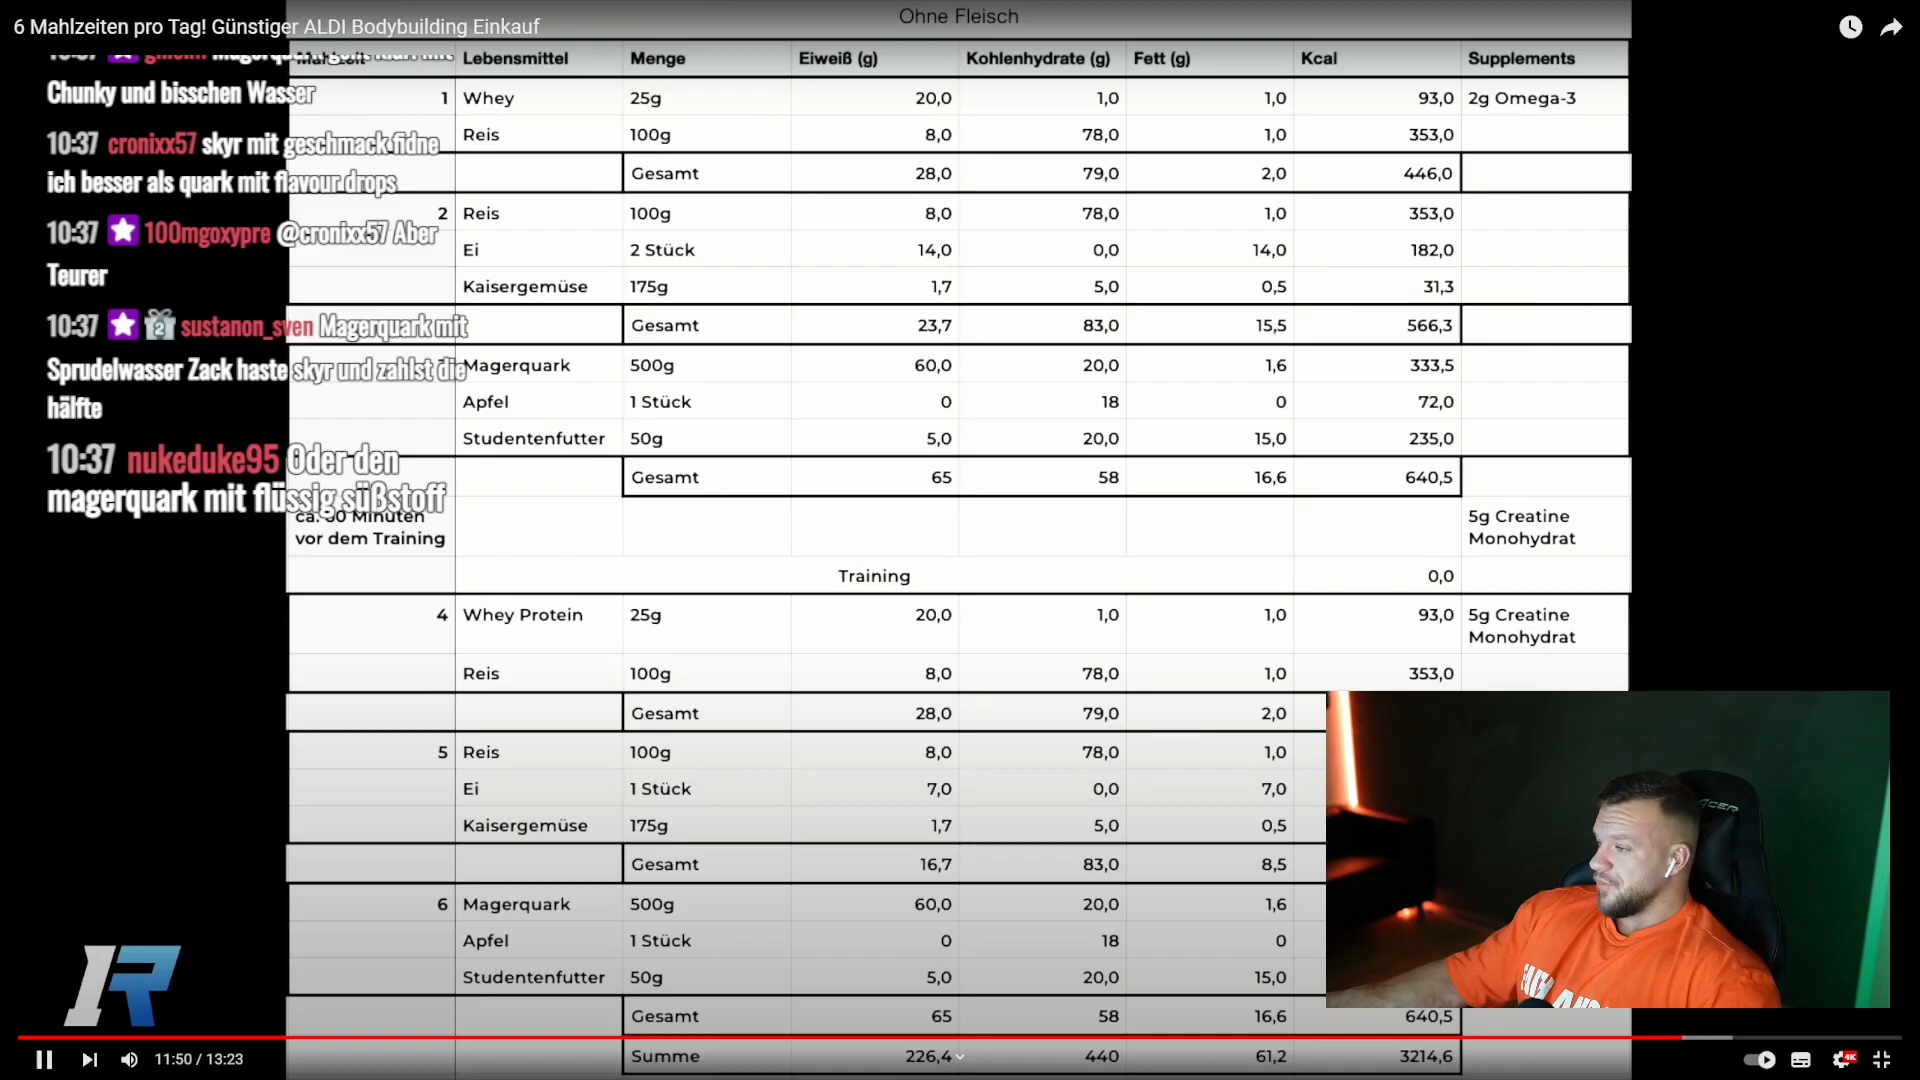 6 Mahlzeiten pro Tag! Günstiger ALDI Bodybuilding Einkauf
Ohne Fleisch
Mahlzeit Lebensmittel Menge Eiweiß (g) Kohlenhydrate (g) Fett (g) Kcal Supplements
1 Whey 25g 20,0 1,0 1,0 93,0 2g Omega-3
Reis 100g 8,0 78,0 1,0 353,0
Gesamt 28,0 79,0 2,0 446,0
2 Reis 100g 8,0 78,0 1,0 353,0
Ei 2 Stück 14,0 0,0 14,0 182,0
Kaisergemüse 175g 1,7 5,0 0,5 31,3
Gesamt 23,7 83,0 15,5 566,3
Magerquark 500g 60,0 20,0 1,6 333,5
Apfel 1 Stück 0 18 0 72,0
Studentenfutter 50g 5,0 20,0 15,0 235,0
Gesamt 65 58 16,6 640,5
ca. Minuten
vor dem Training
5g Creatine
Monohydrat
Training 0,0
4 Whey Protein 25g 20,0 1,0 1,0 93,0 5g Creatine
Monohydrat
Reis 100g 8,0 78,0 1,0 353,0
Gesamt 28,0 79,0 2,0
5 Reis 100g 8,0 78,0 1,0
Ei 1 Stück 7,0 0,0 7,0
Kaisergemüse 175g 1,7 5,0 0,5
Gesamt 16,7 83,0 8,5
6 Magerquark 500g 60,0 20,0 1,6
Apfel 1 Stück 0 18 0
Studentenfutter 50g 5,0 20,0 15,0
Gesamt 65 58 16,6 640,5
Summe 226,4 440 61,2 3214,6
Chunky und bisschen Wasser
10:37 cronixx57 skyr mit geschmack fidne
ich besser als quark mit flavour drops
10:37 100mgoxypre @cronixx57 Aber
Teurer
10:37 2 sustanon_sven Magerquark mit
Sprudelwasser Zack haste skyr und zahlst die
hälfte
10:37 nukeduke95 Oder den
magerquark mit flüssig süßstoff
ACER
IR
11:50 / 13:23
4K